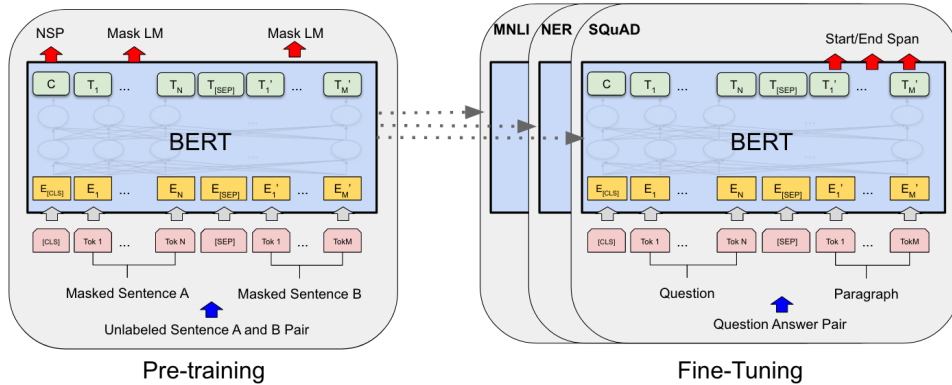 NSP Mask LM Mask LM
C T1 ... TN T[SEP] T1' ... TM'
BERT
E[CLS] E1 ... EN E[SEP] E1' ... EM'
[CLS] Tok 1 ... Tok N [SEP] Tok 1 ... TokM
Masked Sentence A Masked Sentence B
Unlabeled Sentence A and B Pair
Pre-training
MNLI NER SQuAD
Start/End Span
C T1 ... TN T[SEP] T1' ... TM'
BERT
E[CLS] E1 ... EN E[SEP] E1' ... EM'
[CLS] Tok 1 ... Tok N [SEP] Tok 1 ... TokM
Question Paragraph
Question Answer Pair
Fine-Tuning